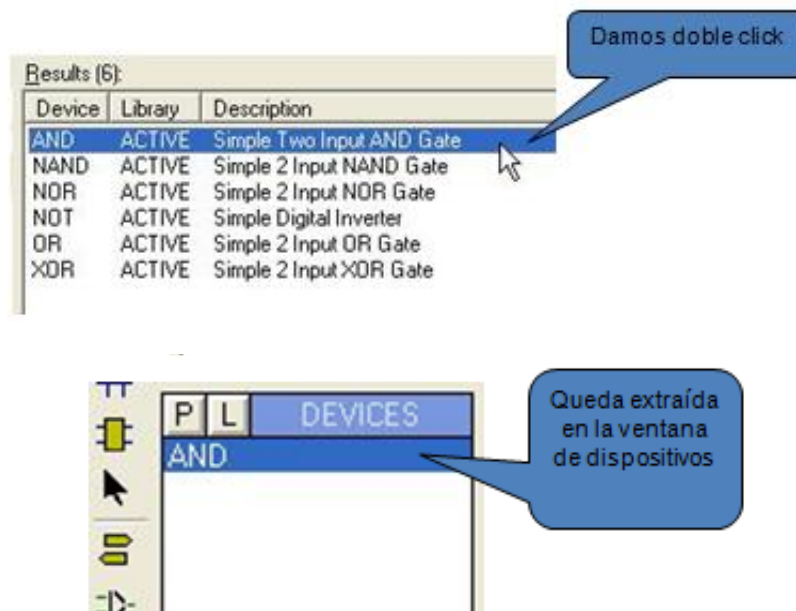 Damos doble click
Results (6):
Device Library Description
AND ACTIVE Simple Two Input AND Gate
NAND ACTIVE Simple 2 Input NAND Gate
NOR ACTIVE Simple 2 Input NOR Gate
NOT ACTIVE Simple Digital Inverter
OR ACTIVE Simple 2 Input OR Gate
XOR ACTIVE Simple 2 Input XOR Gate
P L DEVICES
AND
Queda extraída
en la ventana
de dispositivos